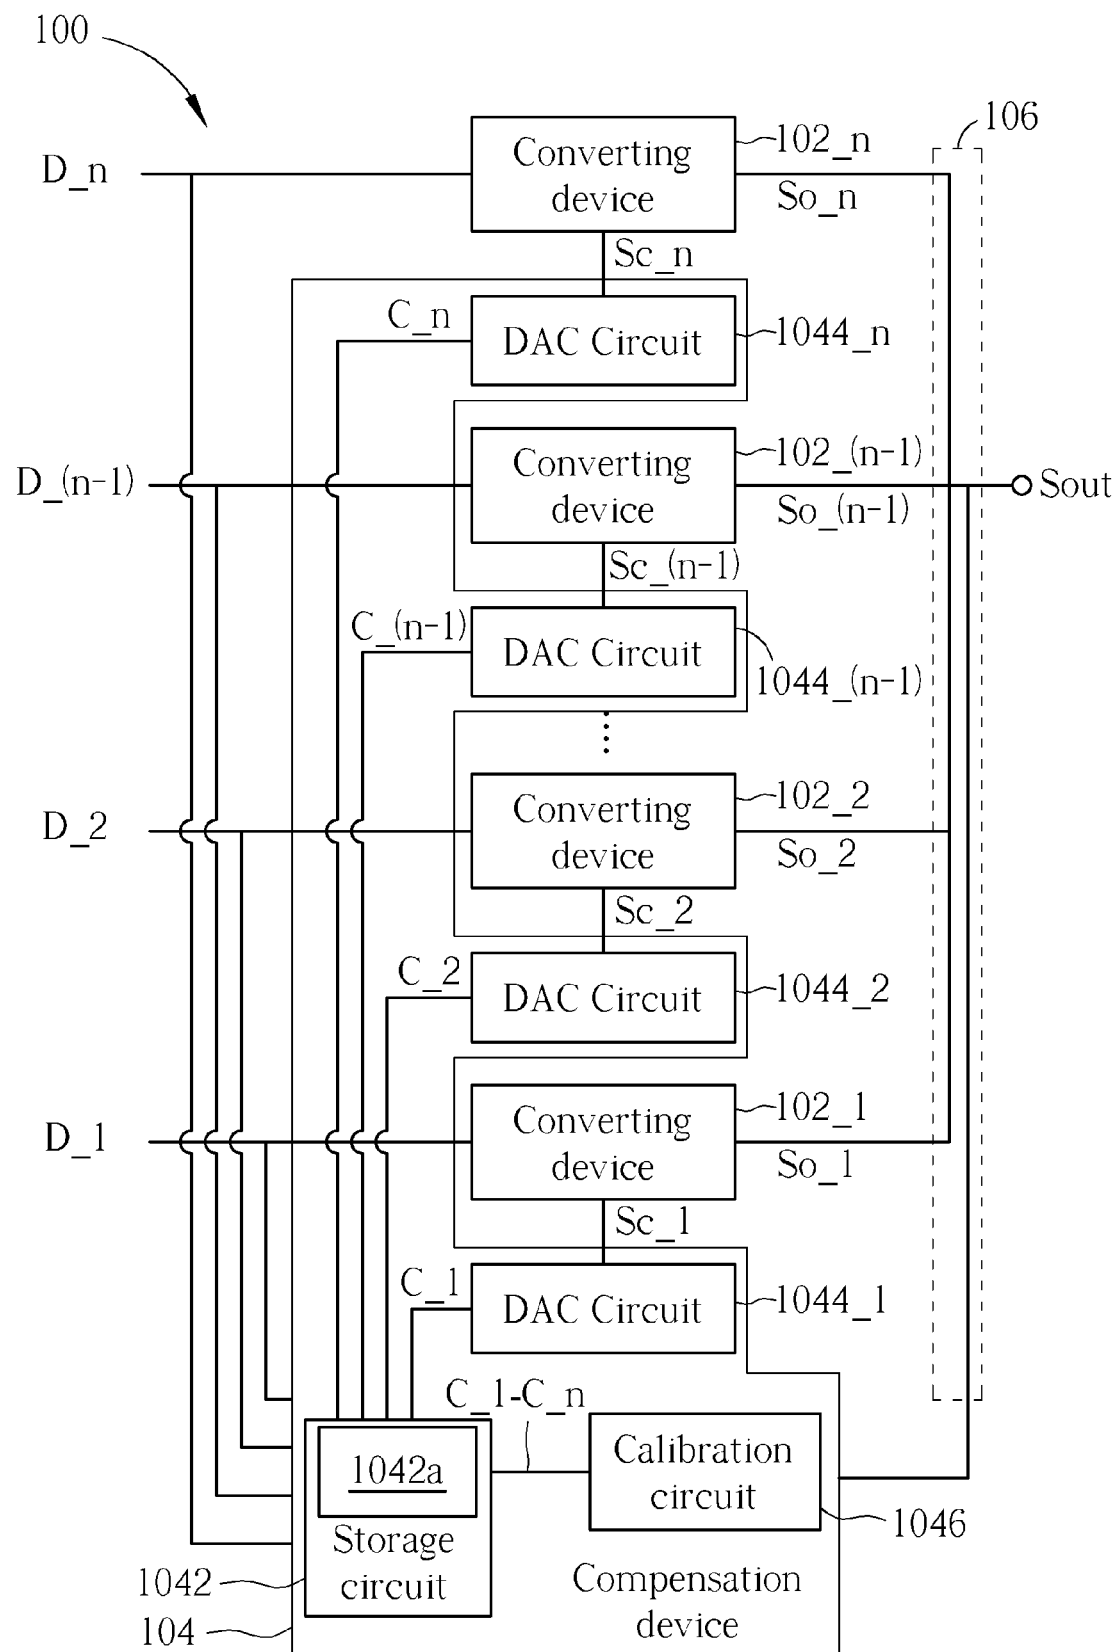 100
106
D_n
Converting
device
102_n
So_n
Sc_n
C_n
DAC Circuit
1044_n
D_(n-1)
Converting
device
102_(n-1)
So_(n-1)
Sout
Sc_(n-1)
C_(n-1)
DAC Circuit
1044_(n-1)
D_2
Converting
device
102_2
So_2
Sc_2
C_2
DAC Circuit
1044_2
D_1
Converting
device
102_1
So_1
Sc_1
C_1
DAC Circuit
1044_1
C_1-C_n
1042a
Storage
circuit
Calibration
circuit
1046
1042
104
Compensation
device